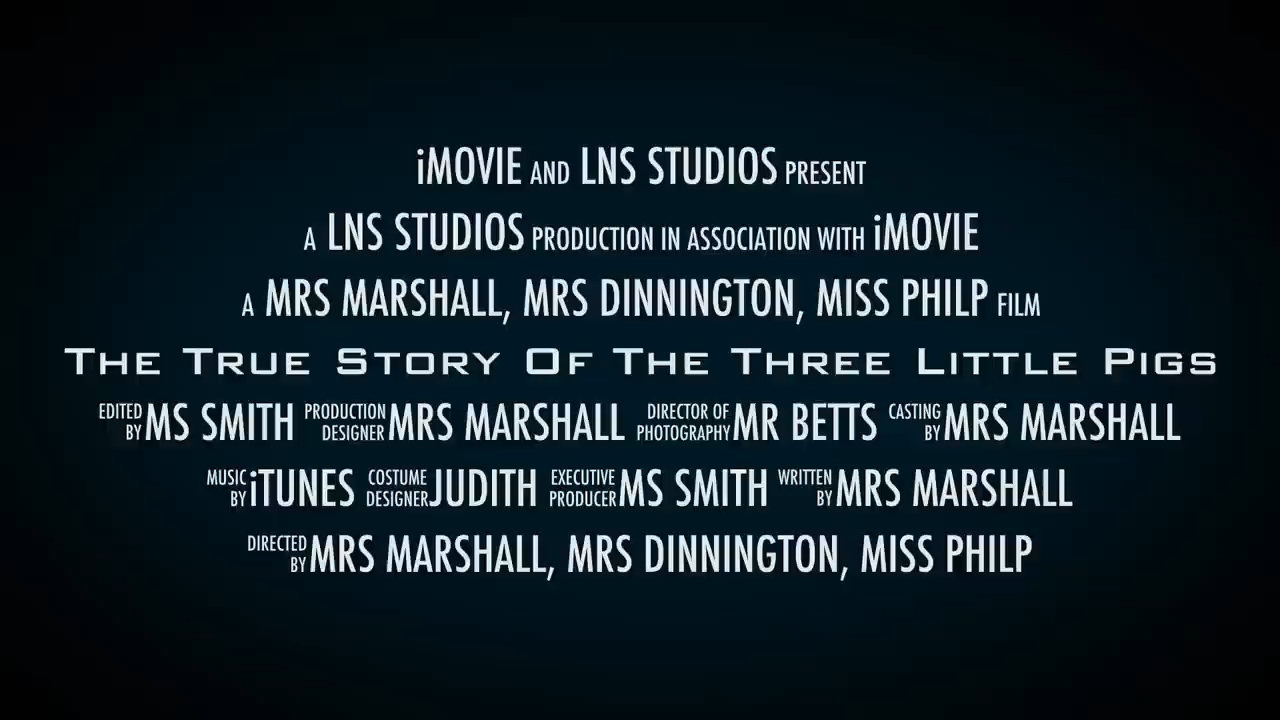 iMOVIE AND LNS STUDIOS PRESENT
A LNS STUDIOS PRODUCTION IN ASSOCIATION WITH iMOVIE
A MRS MARSHALL, MRS DINNINGTON, MISS PHILP FILM
THE TRUE STORY OF THE THREE LITTLE PIGS
EDITED BY MS SMITH PRODUCTION DESIGNER MRS MARSHALL DIRECTOR OF PHOTOGRAPHY MR BETTS CASTING BY MRS MARSHALL
MUSIC BY iTUNES COSTUME DESIGNER JUDITH EXECUTIVE PRODUCER MS SMITH WRITTEN BY MRS MARSHALL
DIRECTED BY MRS MARSHALL, MRS DINNINGTON, MISS PHILP